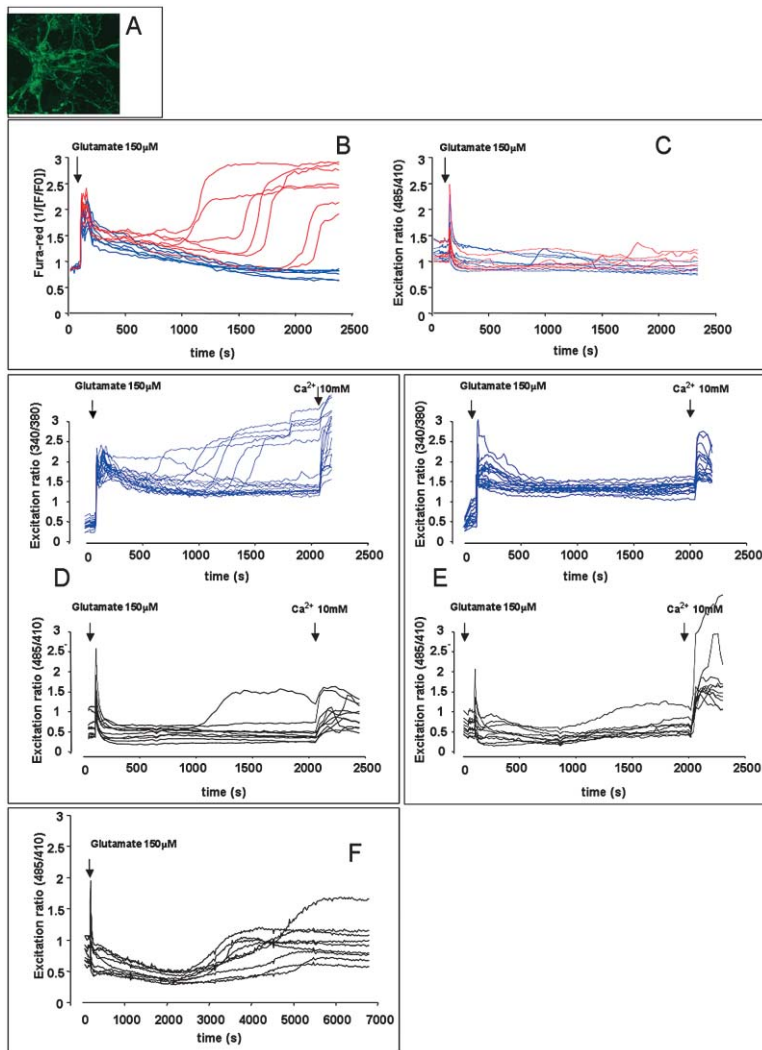 A
B
Glutamate 150µM
3
2.5
2
1.5
1
0.5
0
Fura-red (1/[F/F0])
0 500 1000 1500 2000 2500
time (s)
C
Glutamate 150µM
3
2.5
2
1.5
1
0.5
0
Excitation ratio (485/410)
0 500 1000 1500 2000 2500
time (s)
Glutamate 150µM
Ca2+ 10mM
3
2.5
2
1.5
1
0.5
0
Excitation ratio (340/380)
0 500 1000 1500 2000 2500
time (s)
D
Glutamate 150µM
Ca2+ 10mM
3
2.5
2
1.5
1
0.5
0
Excitation ratio (485/410)
0 500 1000 1500 2000 2500
time (s)
Glutamate 150µM
Ca2+ 10mM
3
2.5
2
1.5
1
0.5
0
Excitation ratio (340/380)
0 500 1000 1500 2000 2500
time (s)
E
Glutamate 150µM
Ca2+ 10mM
3
2.5
2
1.5
1
0.5
0
Excitation ratio (485/410)
0 500 1000 1500 2000 2500
time (s)
Glutamate 150µM
F
2.5
2
1.5
1
0.5
0
Excitation ratio (485/410)
0 1000 2000 3000 4000 5000 6000 7000
time (s)